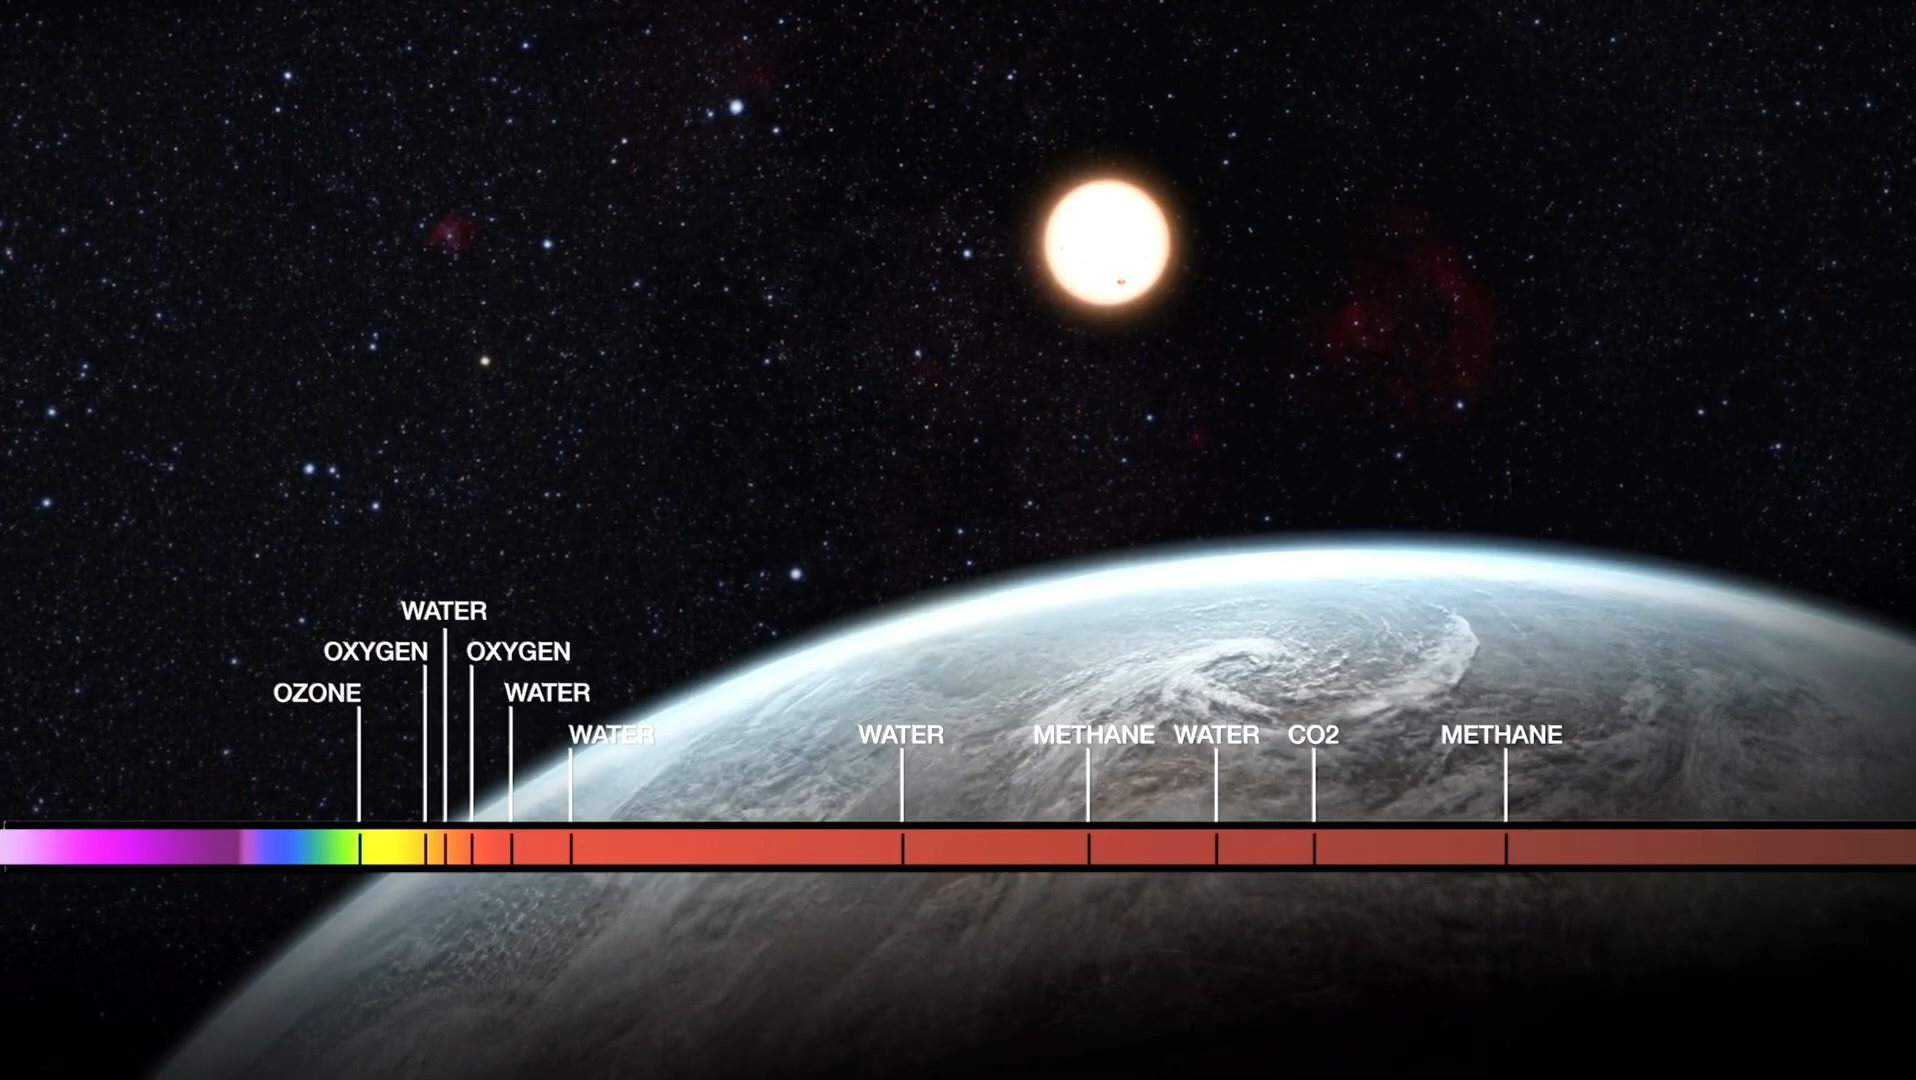 WATER
OXYGEN OXYGEN
OZONE WATER
WATER WATER METHANE WATER CO2 METHANE